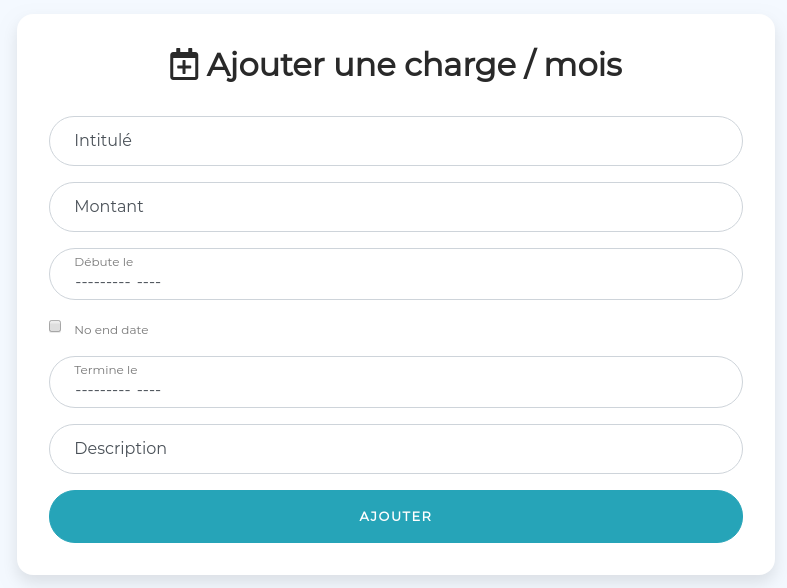 Ajouter une charge / mois
Intitulé
Montant
Débute le
--------- ----
No end date
Termine le
--------- ----
Description
AJOUTER